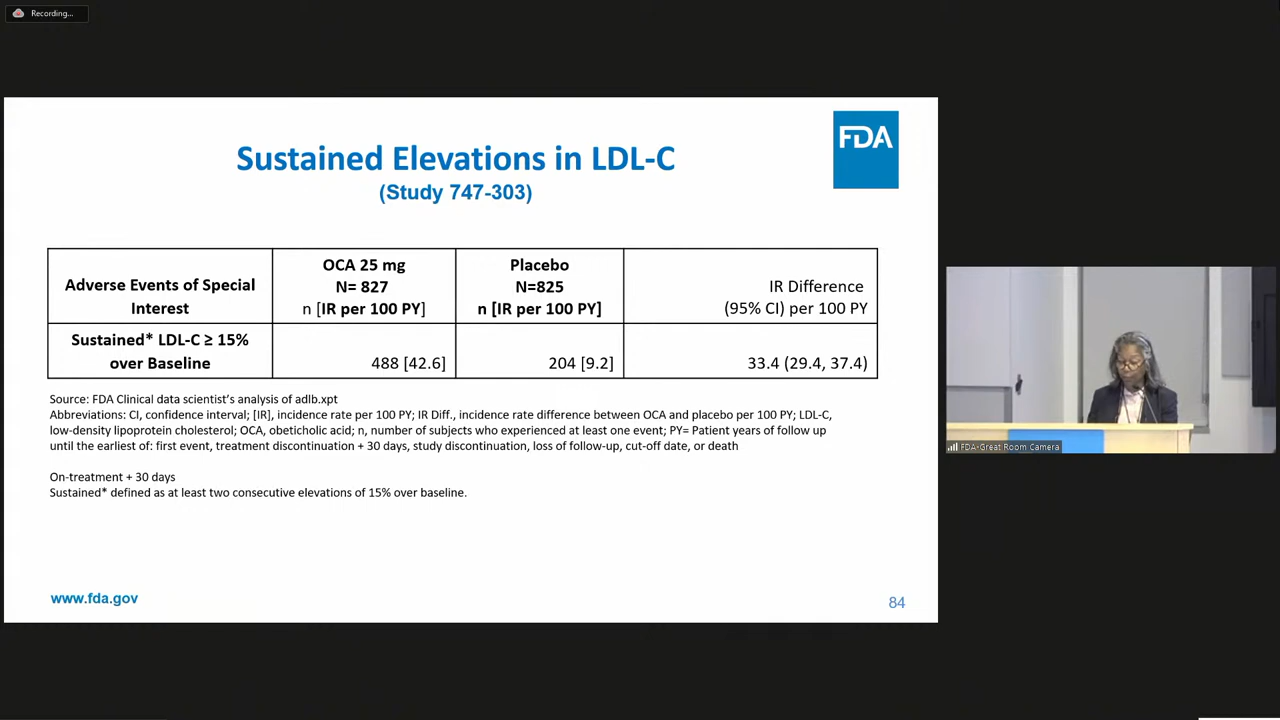 Recording...
FDA
Sustained Elevations in LDL-C
(Study 747-303)
Adverse Events of Special
Interest
OCA 25 mg
N= 827
n [IR per 100 PY]
Placebo
N=825
n [IR per 100 PY]
IR Difference
(95% CI) per 100 PY
Sustained* LDL-C ≥ 15%
over Baseline
488 [42.6]
204 [9.2]
33.4 (29.4, 37.4)
Source: FDA Clinical data scientist's analysis of adlb.xpt
Abbreviations: CI, confidence interval; [IR], incidence rate per 100 PY; IR Diff., incidence rate difference between OCA and placebo per 100 PY; LDL-C,
low-density lipoprotein cholesterol; OCA, obeticholic acid; n, number of subjects who experienced at least one event; PY= Patient years of follow up
until the earliest of: first event, treatment discontinuation + 30 days, study discontinuation, loss of follow-up, cut-off date, or death
On-treatment + 30 days
Sustained* defined as at least two consecutive elevations of 15% over baseline.
www.fda.gov
84
FDA-Great Room Camera